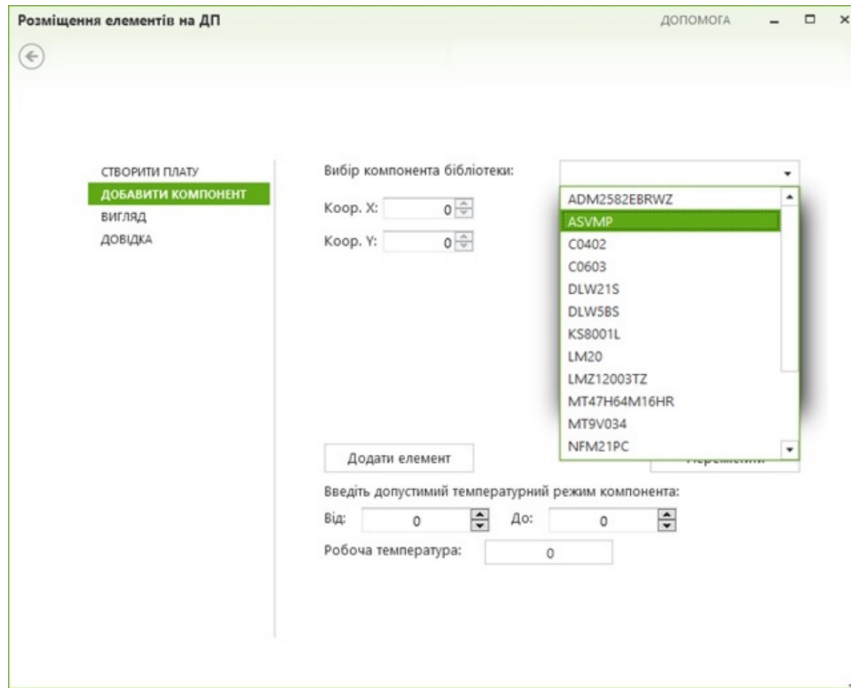 Розміщення елементів на ДП
ДОПОМОГА
СТВОРИТИ ПЛАТУ
ДОБАВИТИ КОМПОНЕНТ
ВИГЛЯД
ДОВІДКА
Вибір компонента бібліотеки:
Коор. X: 0
Коор. Y: 0
ADM2582EBRWZ
ASVMP
C0402
C0603
DLW21S
DLW5BS
KS8001L
LM20
LMZ12003TZ
MT47H64M16HR
MT9V034
NFM21PC
Додати елемент
Введіть допустимий температурний режим компонента:
Від: 0 До: 0
Робоча температура: 0